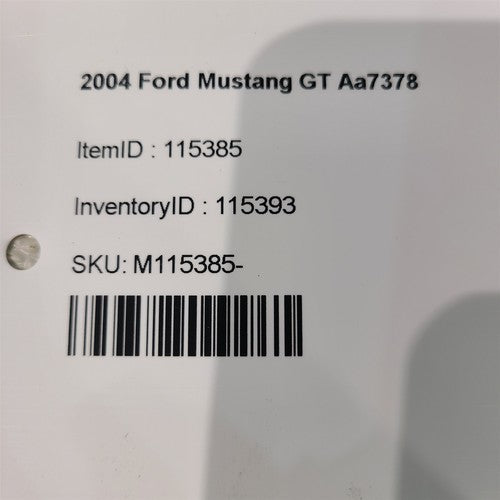 2004 Ford Mustang GT Aa7378
ItemID : 115385
InventoryID : 115393
SKU: M115385-